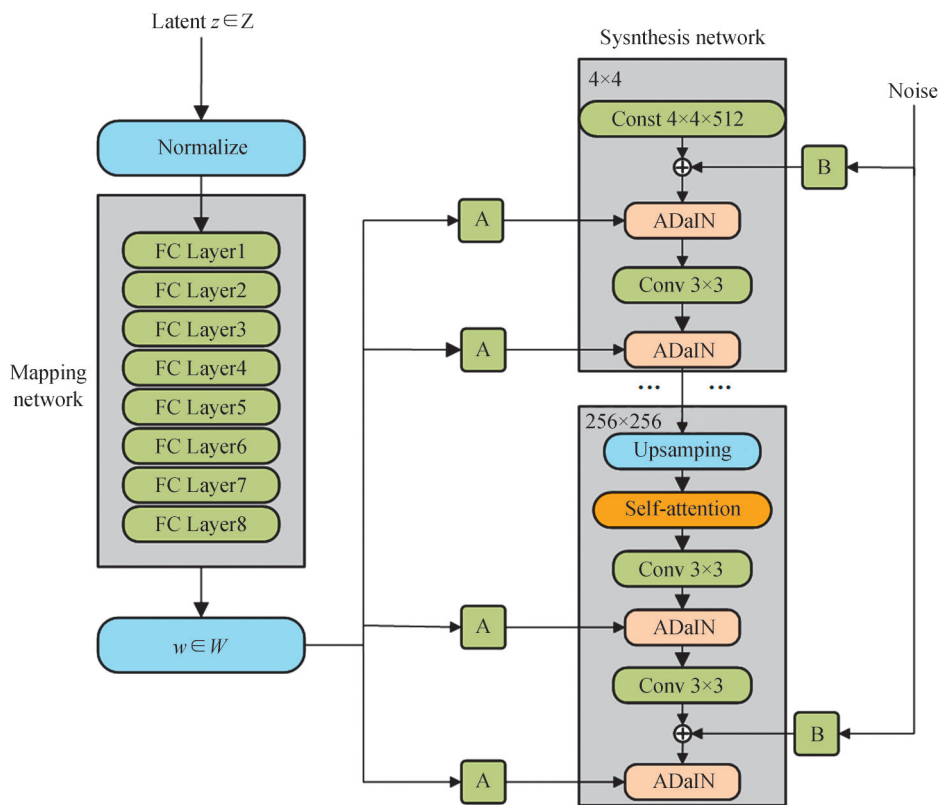 Latent z∈Z
Normalize
FC Layer1
FC Layer2
FC Layer3
FC Layer4
FC Layer5
FC Layer6
FC Layer7
FC Layer8
Mapping
network
w∈W
A
A
A
A
Sysnthesis network
4×4
Const 4×4×512
ADaIN
Conv 3×3
ADaIN
... ...
256×256
Upsamping
Self-attention
Conv 3×3
ADaIN
Conv 3×3
ADaIN
Noise
B
B